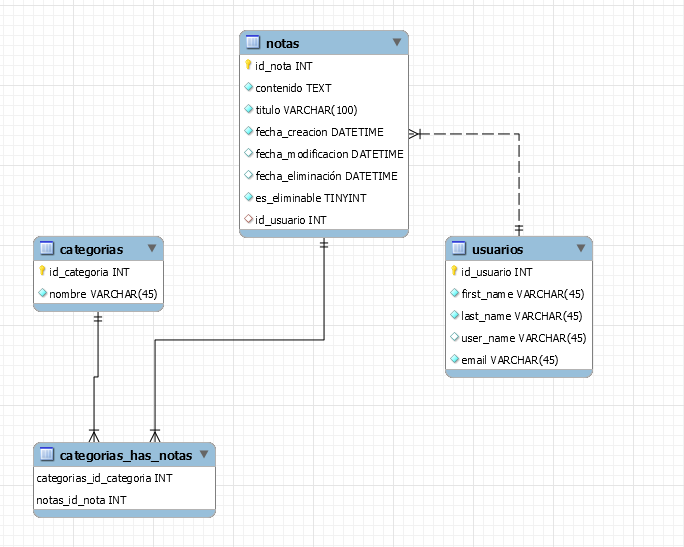 notas
id_nota INT
contenido TEXT
titulo VARCHAR(100)
fecha_creacion DATETIME
fecha_modificacion DATETIME
fecha_eliminación DATETIME
es_eliminable TINYINT
id_usuario INT
categorias
id_categoria INT
nombre VARCHAR(45)
usuarios
id_usuario INT
first_name VARCHAR(45)
last_name VARCHAR(45)
user_name VARCHAR(45)
email VARCHAR(45)
categorias_has_notas
categorias_id_categoria INT
notas_id_nota INT